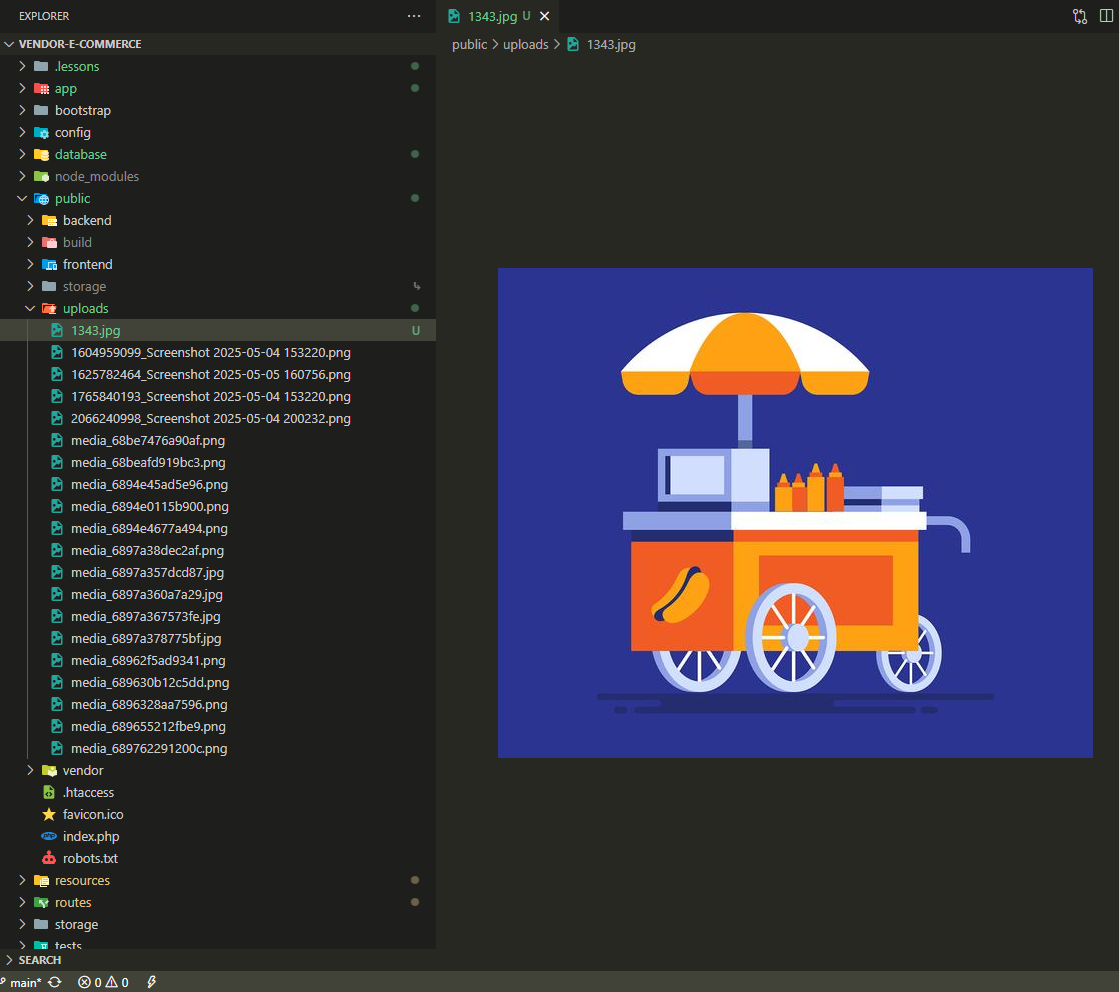 EXPLORER
VENDOR-E-COMMERCE
.lessons
app
bootstrap
config
database
node_modules
public
backend
build
frontend
storage
uploads
1343.jpg U
1604959099_Screenshot 2025-05-04 153220.png
1625782464_Screenshot 2025-05-05 160756.png
1765840193_Screenshot 2025-05-04 153220.png
2066240998_Screenshot 2025-05-04 200232.png
media_68be7476a90af.png
media_68beafd919bc3.png
media_6894e45ad5e96.png
media_6894e0115b900.png
media_6894e4677a494.png
media_6897a38dec2af.png
media_6897a357dcd87.jpg
media_6897a360a7a29.jpg
media_6897a367573fe.jpg
media_6897a378775bf.jpg
media_68962f5ad9341.png
media_689630b12c5dd.png
media_6896328aa7596.png
media_689655212fbe9.png
media_689762291200c.png
vendor
.htaccess
favicon.ico
index.php
robots.txt
resources
routes
storage
tests
SEARCH
main* 0 0
1343.jpg U
public > uploads > 1343.jpg